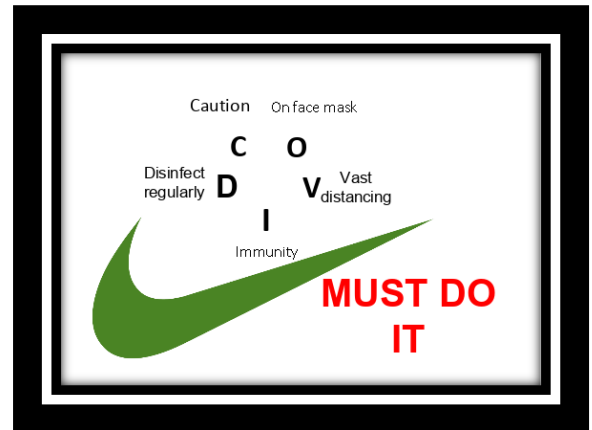 Caution
On face mask
C O
Disinfect
regularly
D
V
Vast
distancing
I
Immunity
MUST DO
IT